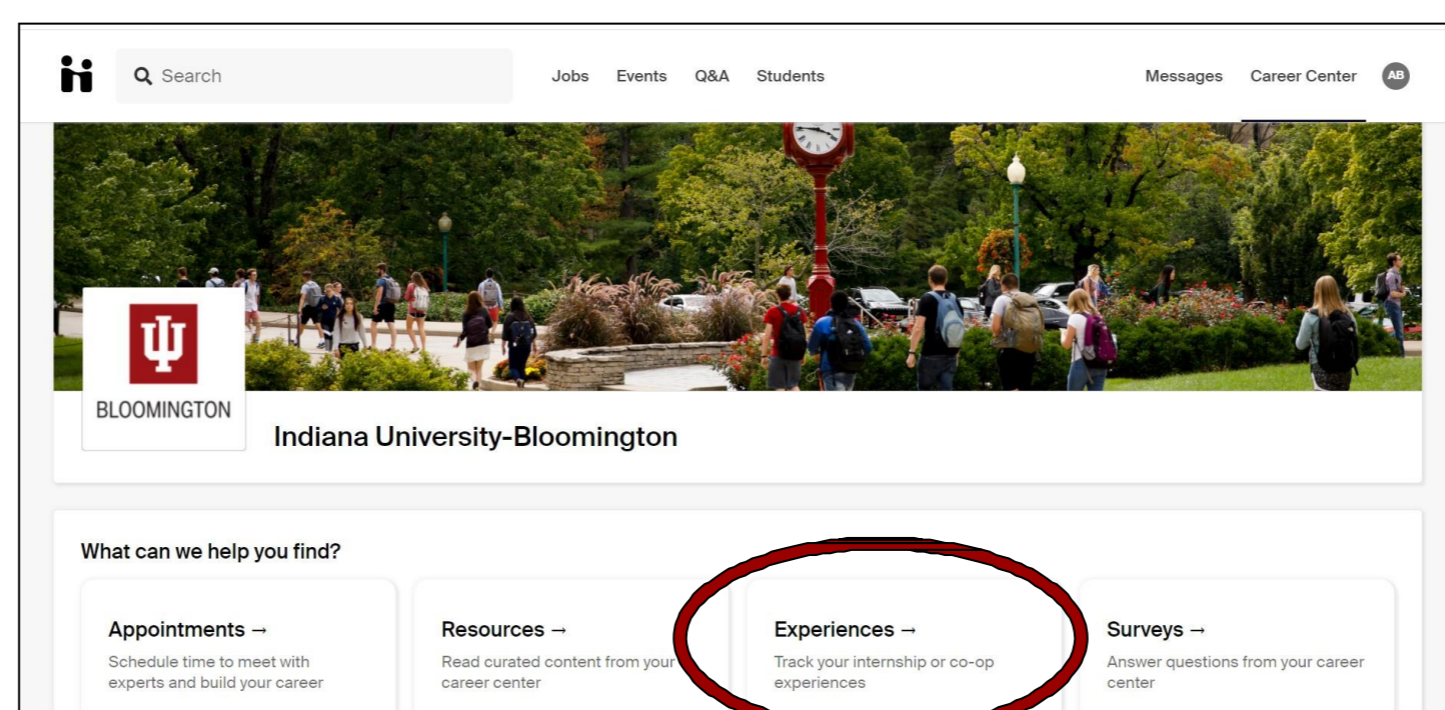 Search
Jobs Events Q&A Students
Messages Career Center AB
BLOOMINGTON
Indiana University-Bloomington
What can we help you find?
Appointments →
Schedule time to meet with
experts and build your career
Resources →
Read curated content from your
career center
Experiences →
Track your internship or co-op
experiences
Surveys →
Answer questions from your career
center